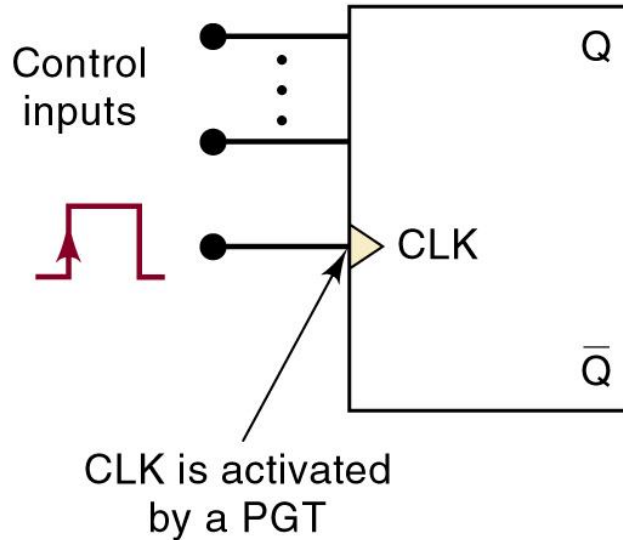 Control
inputs
Q
CLK
Q̅
CLK is activated
by a PGT